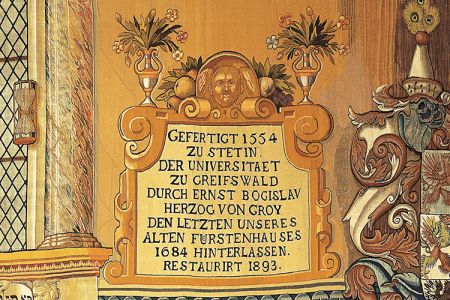 GEFERTIGT 1554
ZU STETIN.
DER UNIVERSITAET
ZU GREIFSWALD
DURCH ERNST BOGISLAV
HERZOG VON CROY
DEN LETZTEN UNSERES
ALTEN FÜRSTENHAUSES
1684 HINTERLASSEN.
RESTAURIRT 1893.